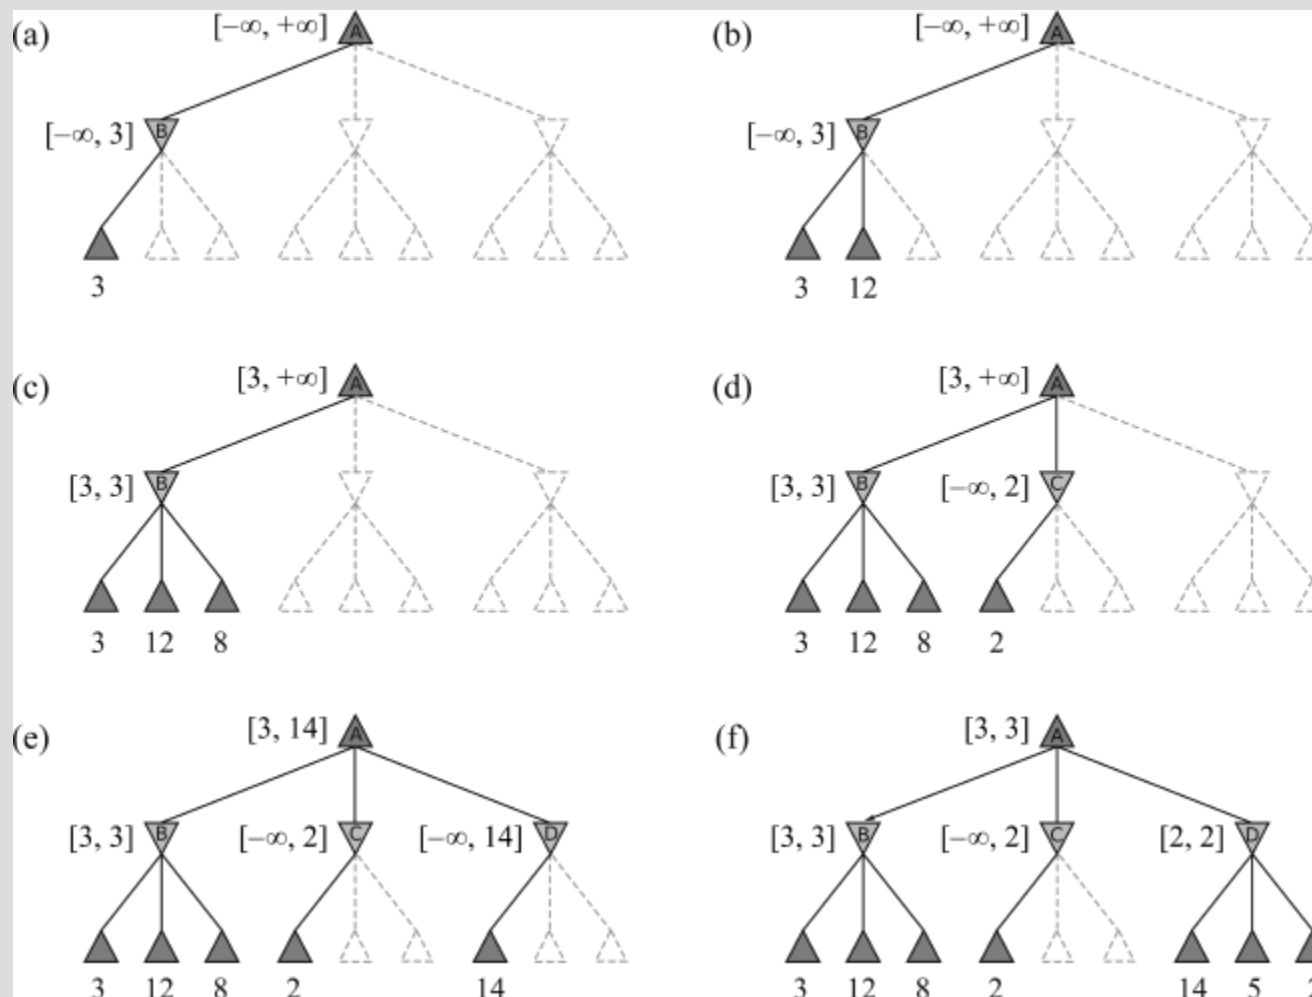 (a) [−∞, +∞] A (b) [−∞, +∞] A
[−∞, 3] B [−∞, 3] B
3 3 12
(c) [3, +∞] A (d) [3, +∞] A
[3, 3] B [3, 3] B [−∞, 2] C
3 12 8 3 12 8 2
(e) [3, 14] A (f) [3, 3] A
[3, 3] B [−∞, 2] C [−∞, 14] D [3, 3] B [−∞, 2] C [2, 2] D
3 12 8 2 14 3 12 8 2 14 5